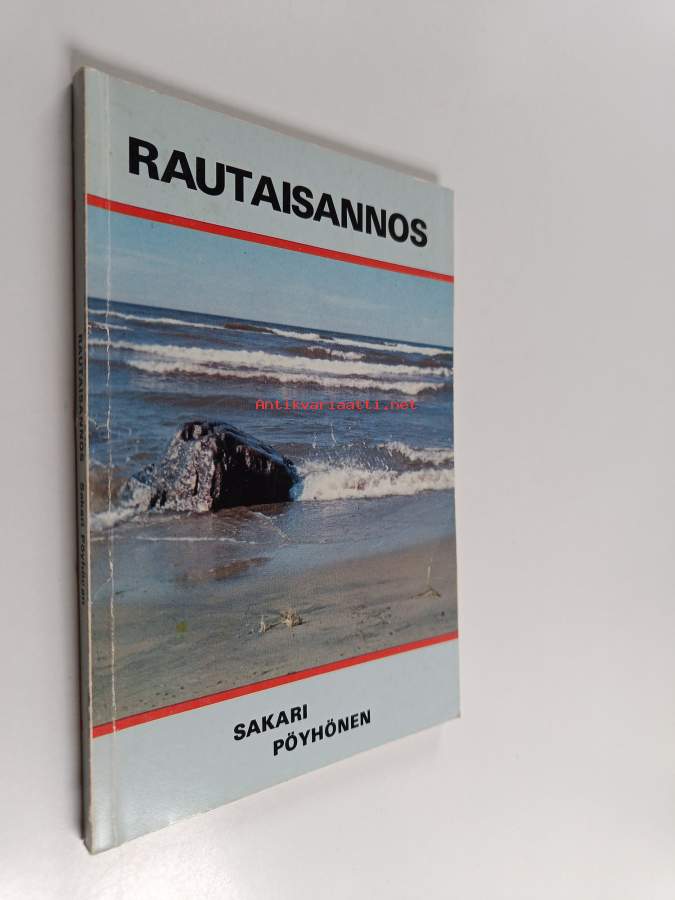 RAUTAISANNOS
Antikvariaatti.net
RAUTAISANNOS Sakari Pöyhönen
SAKARI
PÖYHÖNEN